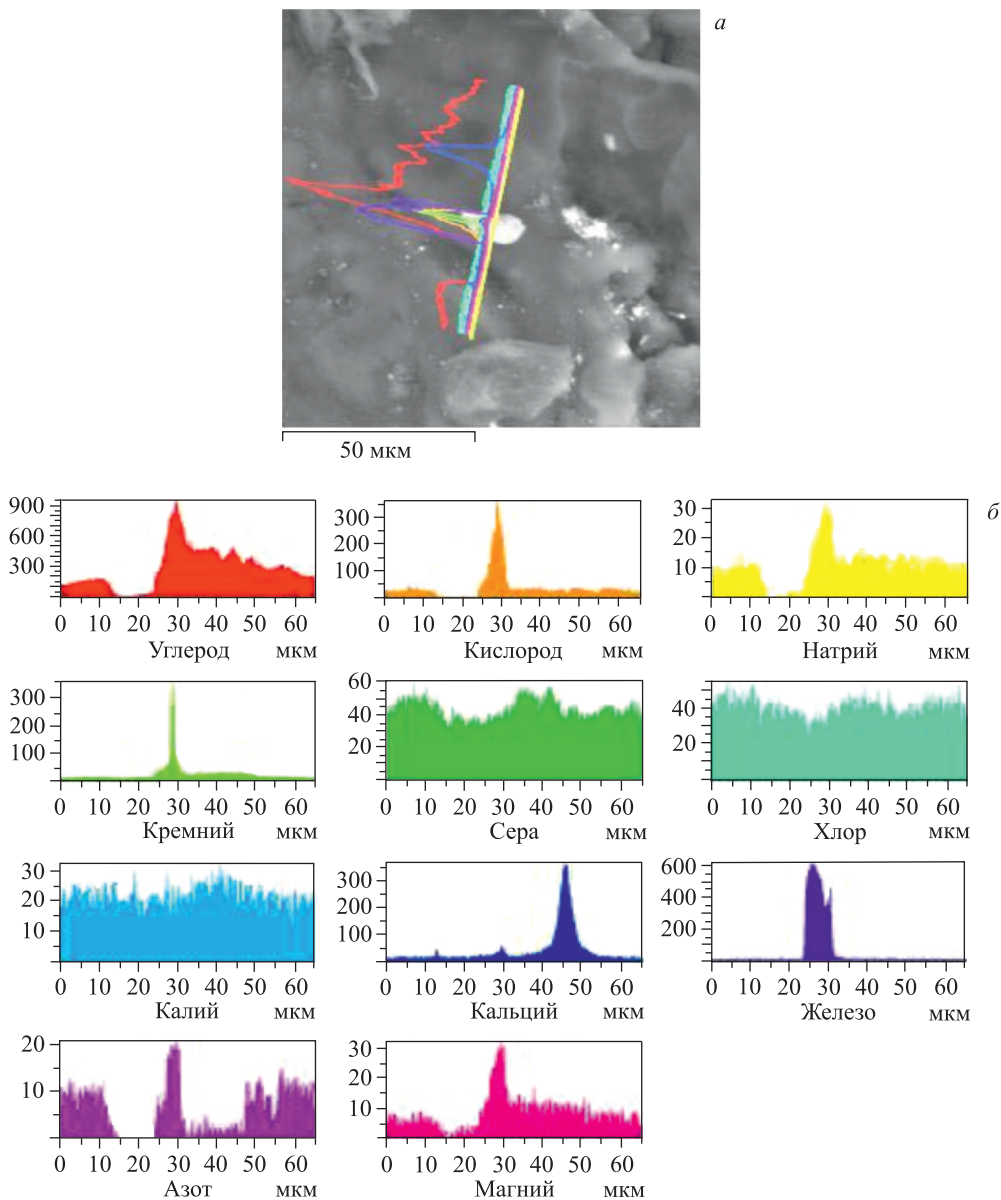 а
50 мкм
б
900
600
300
0 10 20 30 40 50 60
Углерод мкм
300
200
100
0 10 20 30 40 50 60
Кислород мкм
30
20
10
0 10 20 30 40 50 60
Натрий мкм
300
200
100
0 10 20 30 40 50 60
Кремний мкм
60
40
20
0 10 20 30 40 50 60
Сера мкм
40
20
0 10 20 30 40 50 60
Хлор мкм
30
20
10
0 10 20 30 40 50 60
Калий мкм
300
200
100
0 10 20 30 40 50 60
Кальций мкм
600
400
200
0 10 20 30 40 50 60
Железо мкм
20
10
0 10 20 30 40 50 60
Азот мкм
30
20
10
0 10 20 30 40 50 60
Магний мкм